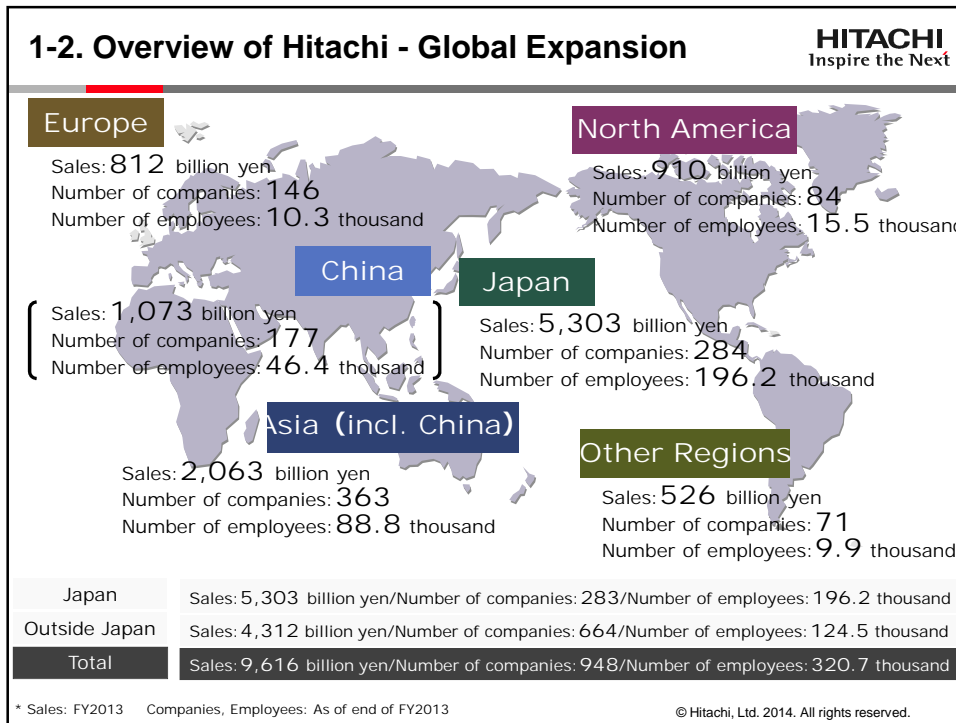 1-2. Overview of Hitachi - Global Expansion
HITACHI
Inspire the Next
Europe
Sales: 812 billion yen
Number of companies: 146
Number of employees: 10.3 thousand
North America
Sales: 910 billion yen
Number of companies: 84
Number of employees: 15.5 thousand
China
Sales: 1,073 billion yen
Number of companies: 177
Number of employees: 46.4 thousand
Japan
Sales: 5,303 billion yen
Number of companies: 284
Number of employees: 196.2 thousand
Asia (incl. China)
Sales: 2,063 billion yen
Number of companies: 363
Number of employees: 88.8 thousand
Other Regions
Sales: 526 billion yen
Number of companies: 71
Number of employees: 9.9 thousand
Japan Sales: 5,303 billion yen/Number of companies: 283/Number of employees: 196.2 thousand
Outside Japan Sales: 4,312 billion yen/Number of companies: 664/Number of employees: 124.5 thousand
Total Sales: 9,616 billion yen/Number of companies: 948/Number of employees: 320.7 thousand
* Sales: FY2013 Companies, Employees: As of end of FY2013
© Hitachi, Ltd. 2014. All rights reserved.